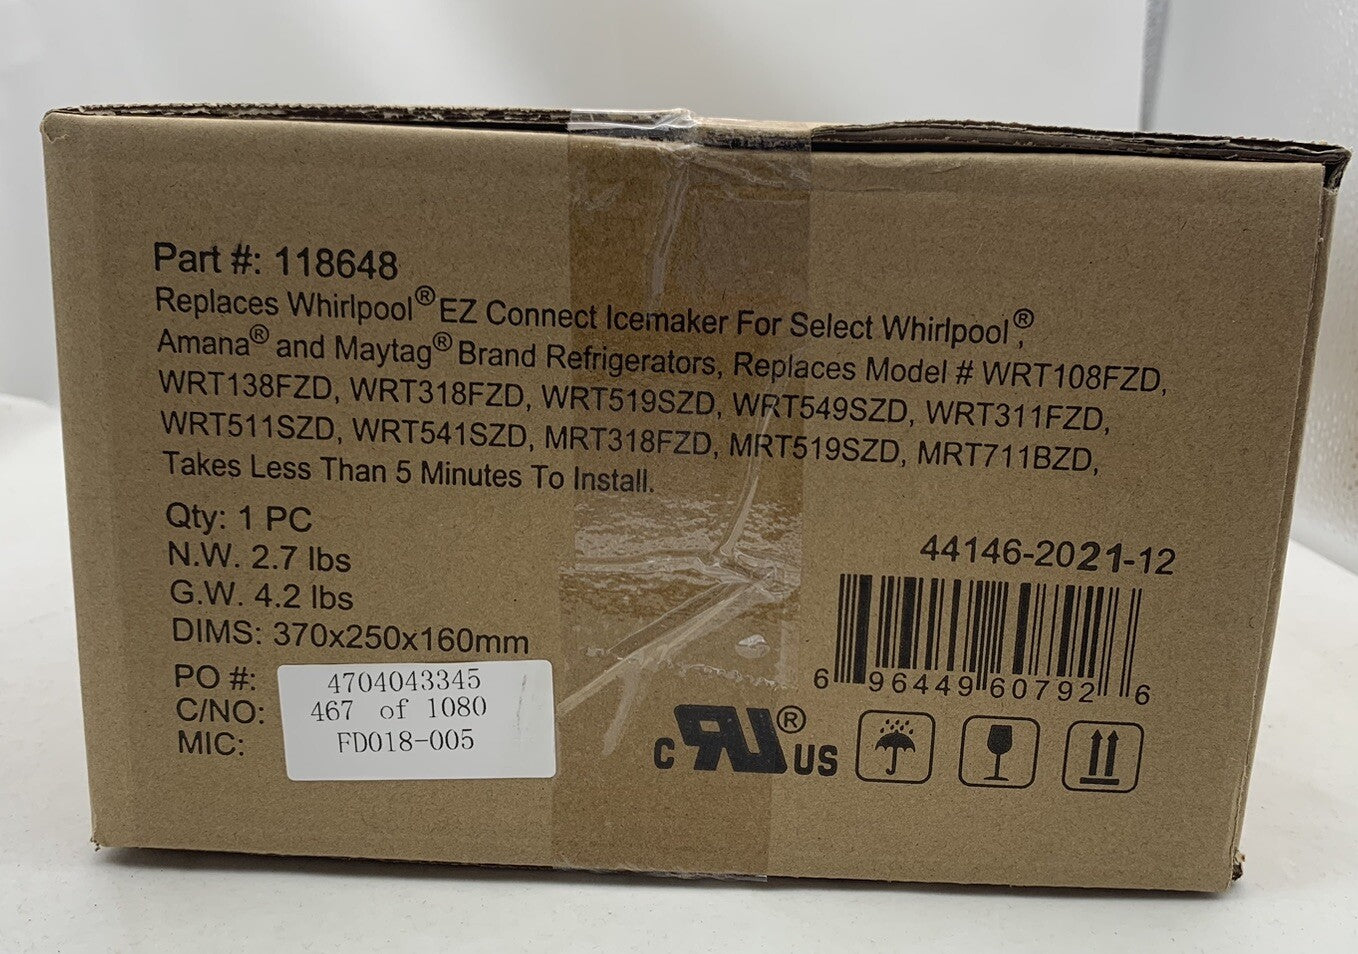 Part #: 118648
Replaces Whirlpool® EZ Connect Icemaker For Select Whirlpool®,
Amana® and Maytag® Brand Refrigerators, Replaces Model # WRT108FZD,
WRT138FZD, WRT318FZD, WRT519SZD, WRT549SZD, WRT311FZD,
WRT511SZD, WRT541SZD, MRT318FZD, MRT519SZD, MRT711BZD,
Takes Less Than 5 Minutes To Install.
Qty: 1 PC
N.W. 2.7 lbs
G.W. 4.2 lbs
DIMS: 370x250x160mm
PO #: 4704043345
C/NO: 467 of 1080
MIC: FD018-005
44146-2021-12
6 96449 60792 6
C RU® US